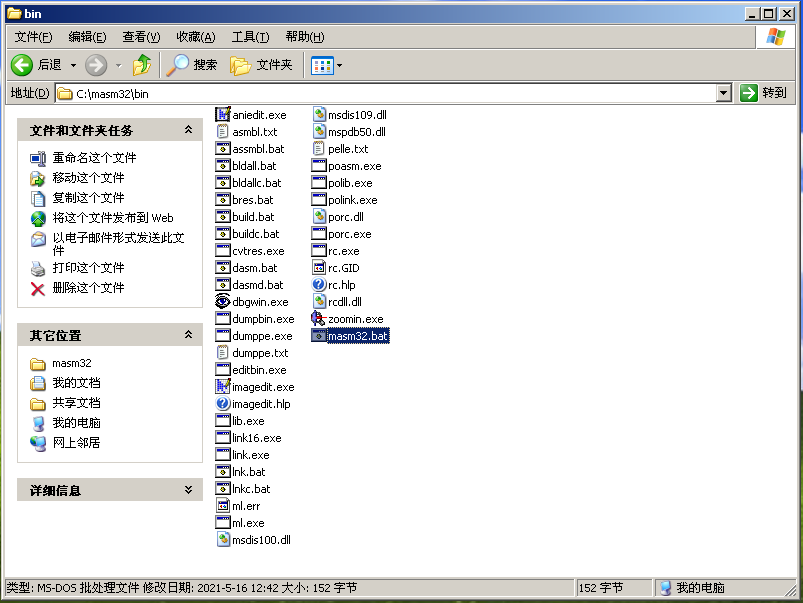 bin
文件(F) 编辑(E) 查看(V) 收藏(A) 工具(T) 帮助(H)
后退 搜索 文件夹
地址(D) C:\masm32\bin 转到
文件和文件夹任务
重命名这个文件
移动这个文件
复制这个文件
将这个文件发布到 Web
以电子邮件形式发送此文
件
打印这个文件
删除这个文件
其它位置
masm32
我的文档
共享文档
我的电脑
网上邻居
详细信息
aniedit.exe
asmbl.txt
assmbl.bat
bldall.bat
bldallc.bat
bres.bat
build.bat
buildc.bat
cvtres.exe
dasm.bat
dasmd.bat
dbgwin.exe
dumpbin.exe
dumppe.exe
dumppe.txt
editbin.exe
imagedit.exe
imagedit.hlp
lib.exe
link16.exe
link.exe
lnk.bat
lnkc.bat
ml.err
ml.exe
msdis100.dll
msdis109.dll
mspdb50.dll
pelle.txt
poasm.exe
polib.exe
polink.exe
porc.dll
porc.exe
rc.exe
rc.GID
rc.hlp
rcdll.dll
zoomin.exe
masm32.bat
类型: MS-DOS 批处理文件 修改日期: 2021-5-16 12:42 大小: 152 字节 152 字节 我的电脑